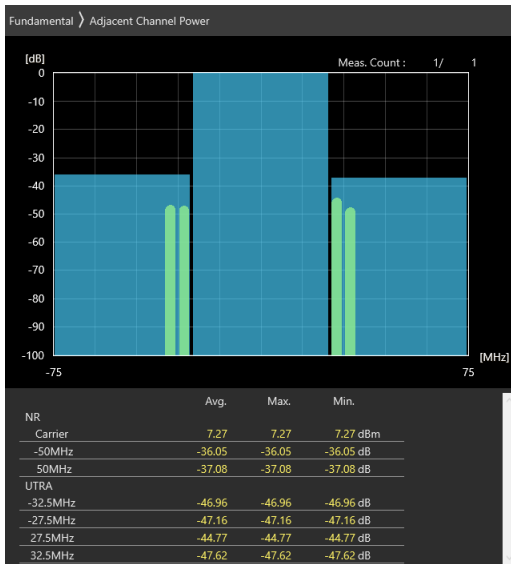 Fundamental 〉 Adjacent Channel Power
[dB]
Meas. Count : 1/ 1
0
-10
-20
-30
-40
-50
-60
-70
-80
-90
-100
[MHz]
-75 75
Avg. Max. Min.
NR
Carrier 7.27 7.27 7.27 dBm
-50MHz -36.05 -36.05 -36.05 dB
50MHz -37.08 -37.08 -37.08 dB
UTRA
-32.5MHz -46.96 -46.96 -46.96 dB
-27.5MHz -47.16 -47.16 -47.16 dB
27.5MHz -44.77 -44.77 -44.77 dB
32.5MHz -47.62 -47.62 -47.62 dB